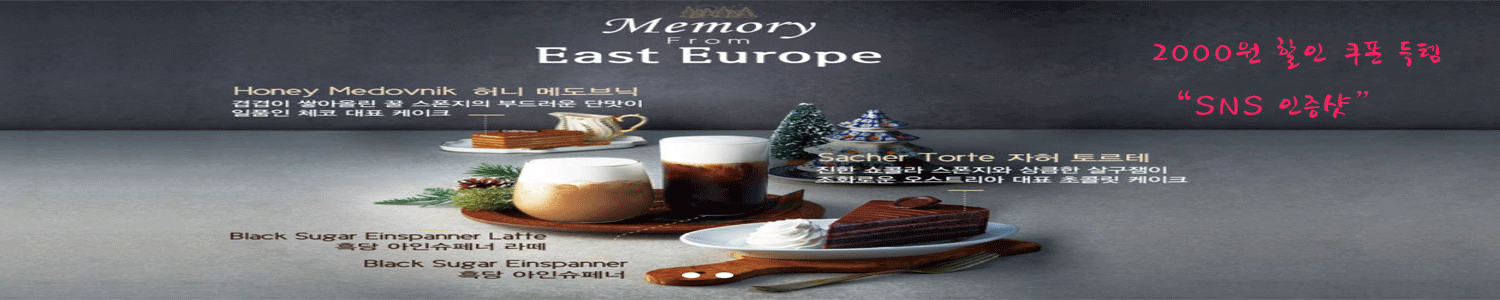 Memory
From
East Europe
2000원 할인 쿠폰 득템
“SNS 인증샷”
Honey Medovnik 허니 메도브닉
겹겹이 쌓아올린 꿀 스폰지의 부드러운 단맛이
일품인 체코 대표 케이크
Sacher Torte 자허 토르테
진한 쇼콜라 스폰지와 상큼한 살구잼이
조화로운 오스트리아 대표 초콜릿 케이크
Black Sugar Einspanner Latte
흑당 아인슈페너 라떼
Black Sugar Einspanner
흑당 아인슈페너